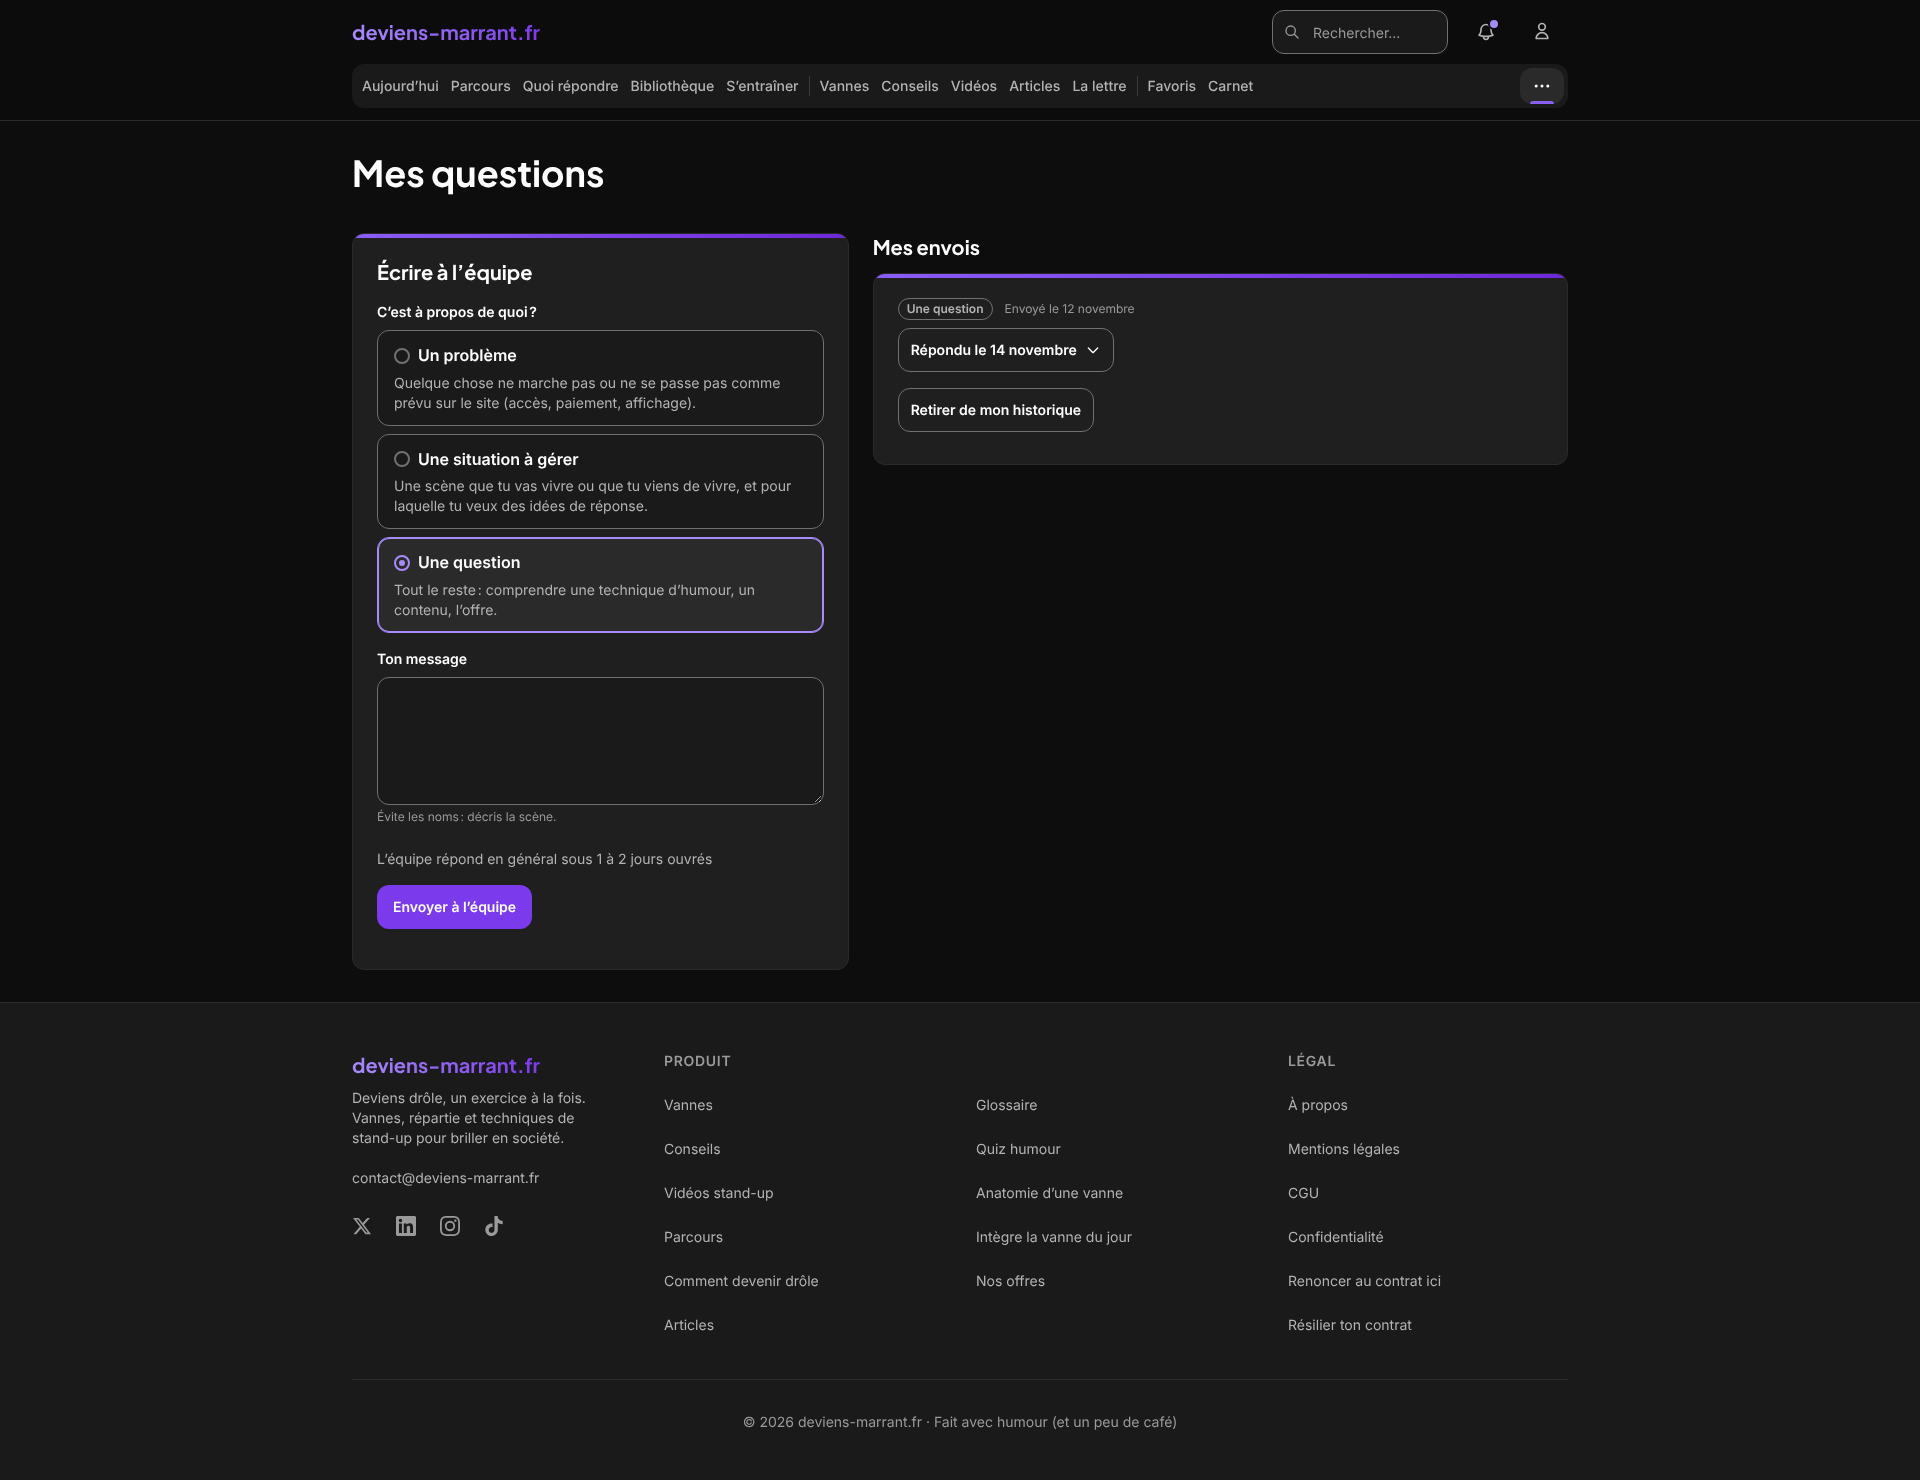 deviens-marrant.fr
Rechercher...
Aujourd’hui Parcours Quoi répondre Bibliothèque S’entraîner Vannes Conseils Vidéos Articles La lettre Favoris Carnet
Mes questions
Écrire à l’équipe
C’est à propos de quoi ?
Un problème
Quelque chose ne marche pas ou ne se passe pas comme
prévu sur le site (accès, paiement, affichage).
Une situation à gérer
Une scène que tu vas vivre ou que tu viens de vivre, et pour
laquelle tu veux des idées de réponse.
Une question
Tout le reste : comprendre une technique d’humour, un
contenu, l’offre.
Ton message
Évite les noms : décris la scène.
L’équipe répond en général sous 1 à 2 jours ouvrés
Envoyer à l’équipe
Mes envois
Une question Envoyé le 12 novembre
Répondu le 14 novembre
Retirer de mon historique
deviens-marrant.fr
Deviens drôle, un exercice à la fois.
Vannes, répartie et techniques de
stand-up pour briller en société.
contact@deviens-marrant.fr
PRODUIT
Vannes
Conseils
Vidéos stand-up
Parcours
Comment devenir drôle
Articles
Glossaire
Quiz humour
Anatomie d’une vanne
Intègre la vanne du jour
Nos offres
LÉGAL
À propos
Mentions légales
CGU
Confidentialité
Renoncer au contrat ici
Résilier ton contrat
© 2026 deviens-marrant.fr · Fait avec humour (et un peu de café)